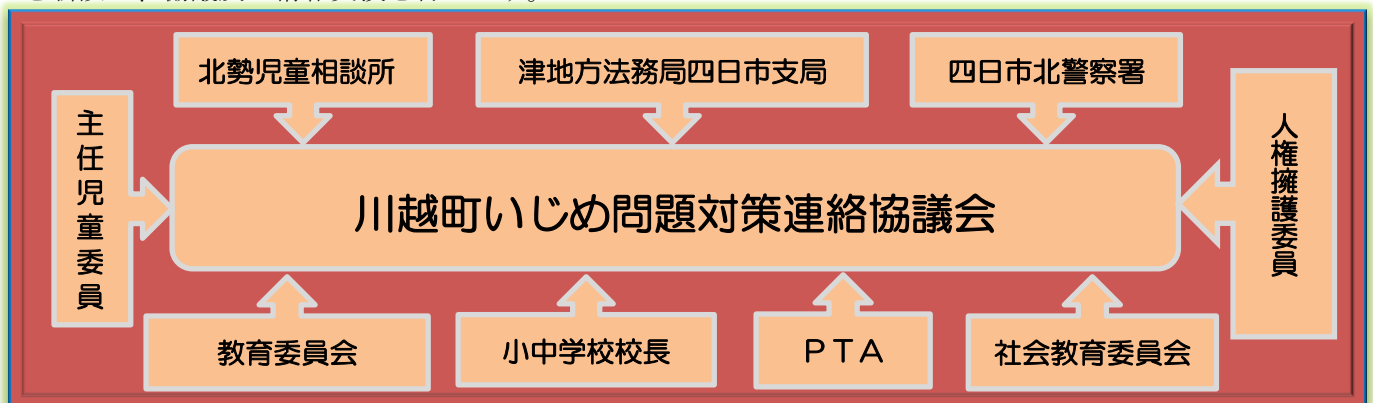 北勢児童相談所
津地方法務局四日市支局
四日市北警察署
主任児童委員
人権擁護委員
川越町いじめ問題対策連絡協議会
教育委員会
小中学校校長
ＰＴＡ
社会教育委員会